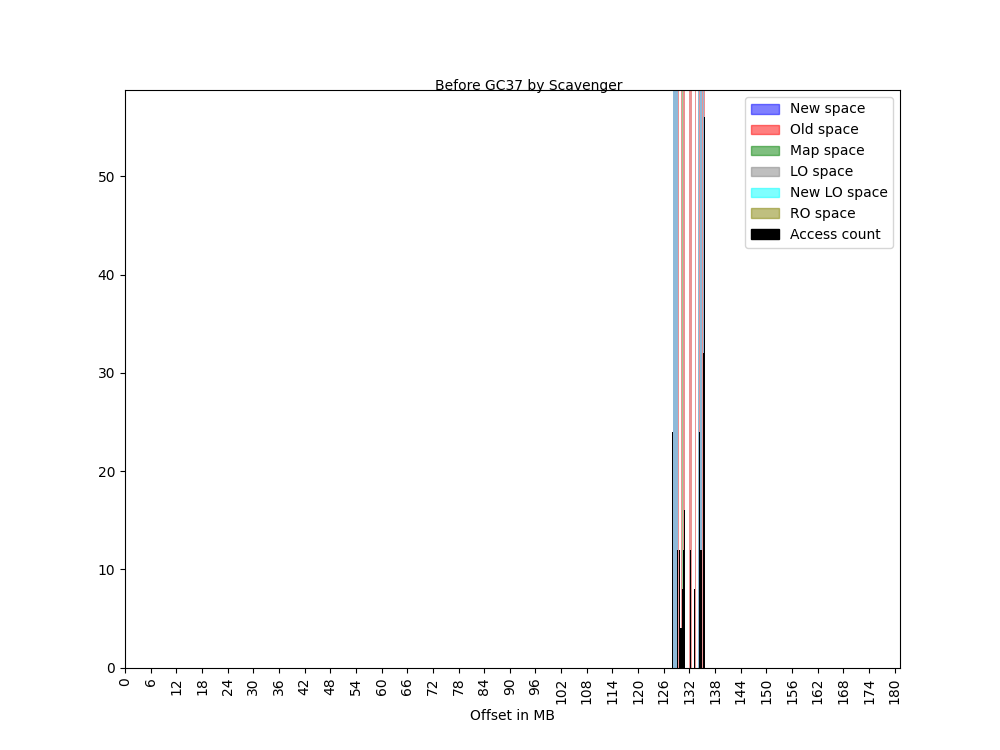 Before GC37 by Scavenger
New space
Old space
Map space
LO space
New LO space
RO space
Access count
50
40
30
20
10
0
0 6 12 18 24 30 36 42 48 54 60 66 72 78 84 90 96 102 108 114 120 126 132 138 144 150 156 162 168 174 180
Offset in MB